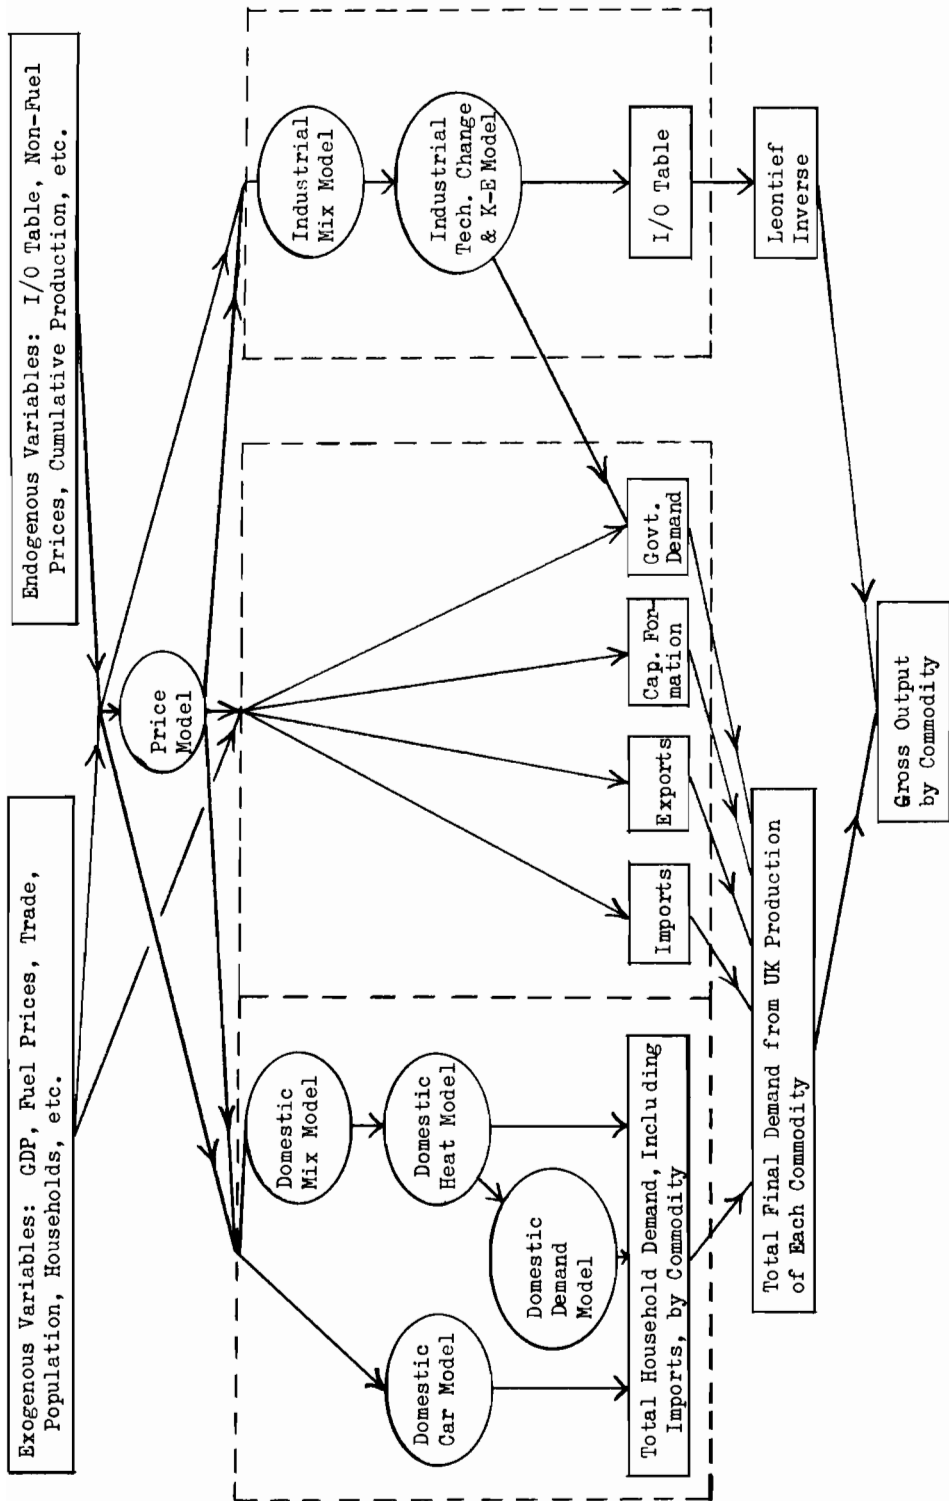 Exogenous Variables: GDP, Fuel Prices, Trade,
Population, Households, etc.
Endogenous Variables: I/O Table, Non-Fuel
Prices, Cumulative Production, etc.
Price
Model
Domestic
Mix Model
Industrial
Mix Model
Domestic
Car Model
Domestic
Heat Model
Industrial
Tech. Change
& K-E Model
Domestic
Demand
Model
Total Household Demand, Including
Imports, by Commodity
Imports
Exports
Cap. For-
mation
Govt.
Demand
I/O Table
Total Final Demand from UK Production
of Each Commodity
Leontief
Inverse
Gross Output
by Commodity